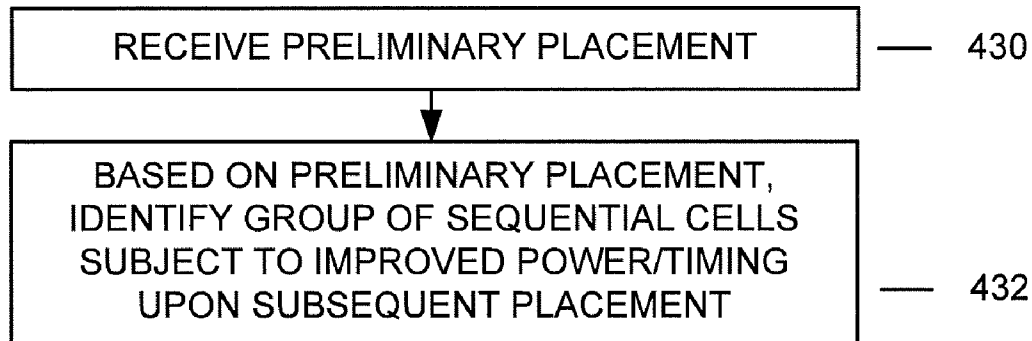 RECEIVE PRELIMINARY PLACEMENT
430
BASED ON PRELIMINARY PLACEMENT,
IDENTIFY GROUP OF SEQUENTIAL CELLS
SUBJECT TO IMPROVED POWER/TIMING
UPON SUBSEQUENT PLACEMENT
432